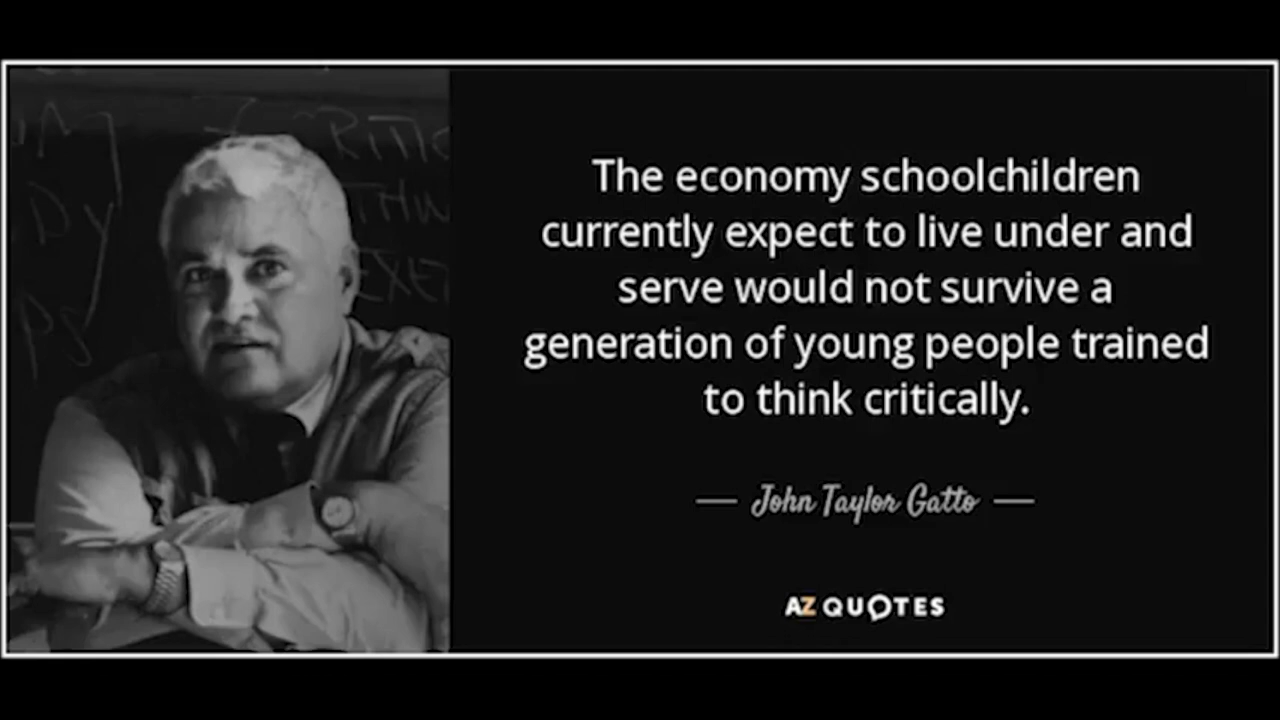 The economy schoolchildren
currently expect to live under and
serve would not survive a
generation of young people trained
to think critically.
John Taylor Gatto
AZ QUOTES